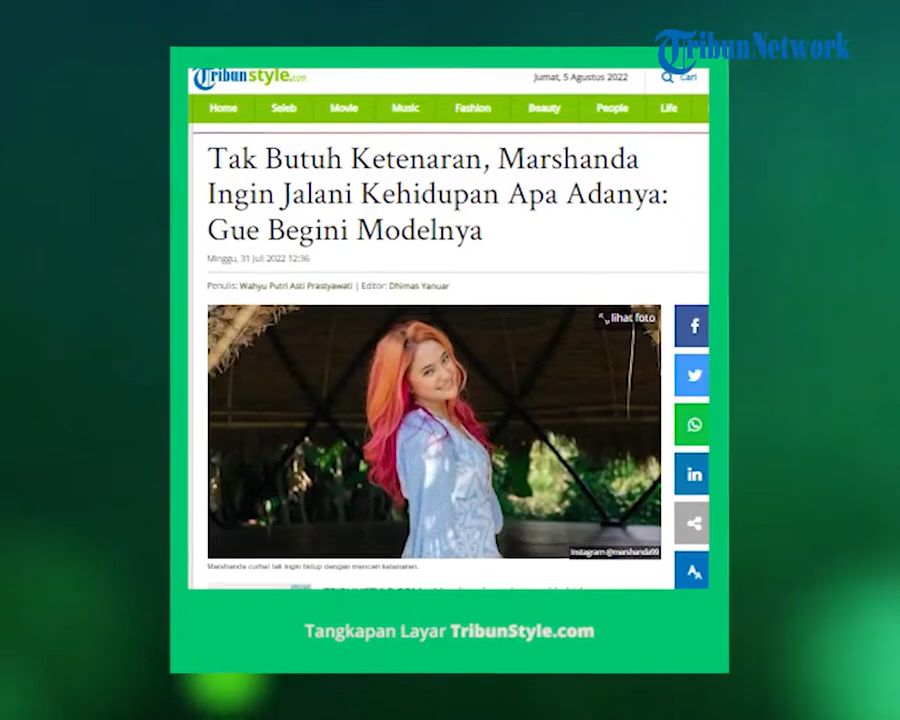 TribunNetwork
Tribunstyle.com
Jumat, 5 Agustus 2022
Cari
Home Seleb Movie Music Fashion Beauty People Life
Tak Butuh Ketenaran, Marshanda
Ingin Jalani Kehidupan Apa Adanya:
Gue Begini Modelnya
Minggu, 31 Juli 2022 12:36
Penulis: Wahyu Putri Asti Prastyawati | Editor: Dhimas Yanuar
lihat foto
Instagram @marshanda99
Marshanda curhat tak ingin hidup dengan mencari ketenaran.
Tangkapan Layar TribunStyle.com